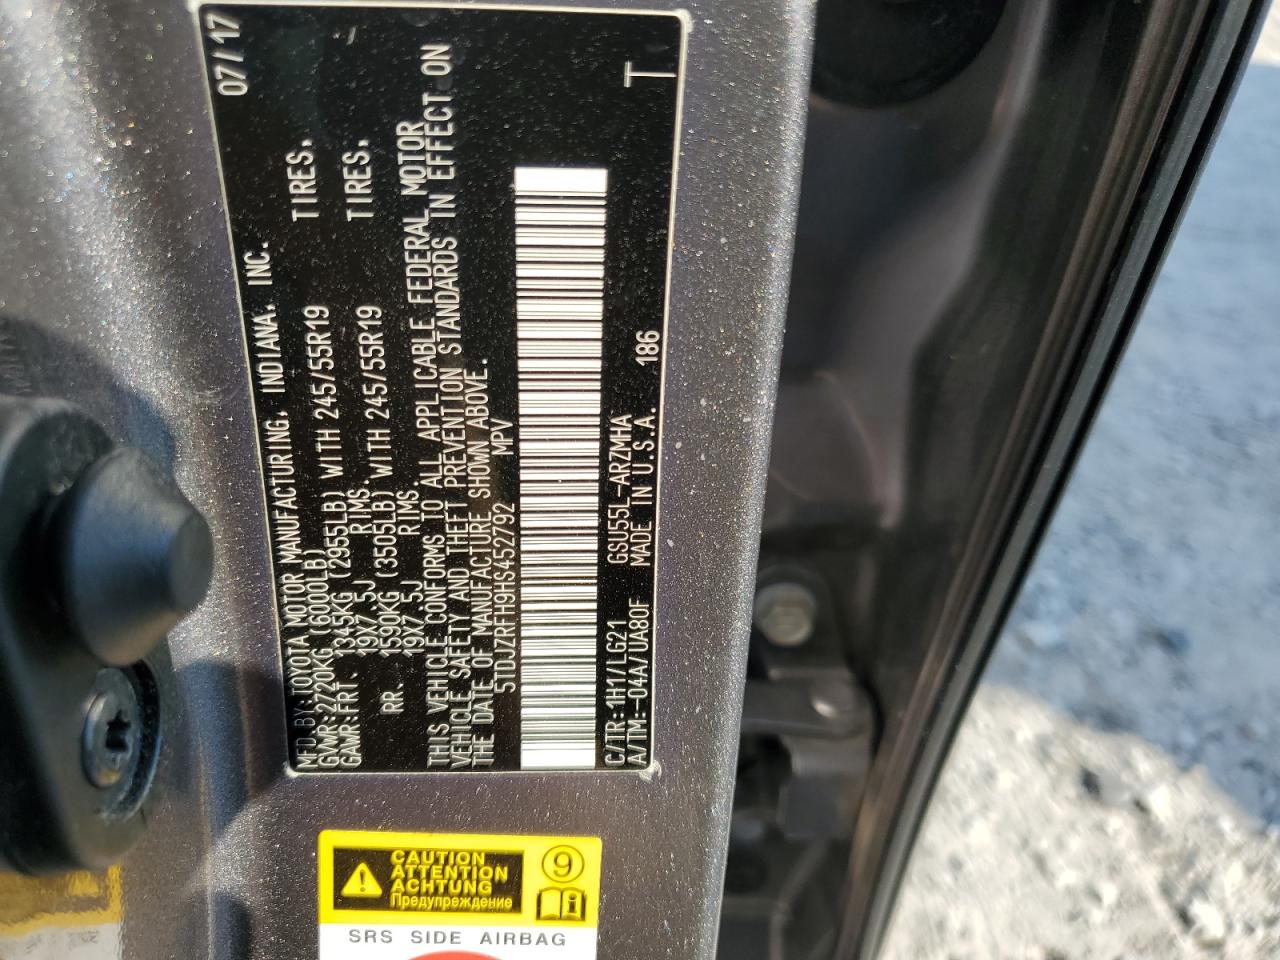 MFD.BY:TOYOTA MOTOR MANUFACTURING, INDIANA, INC. 07/17
GVWR:2720KG (6000LB)
GAWR:FRT. 1345KG (2955LB) WITH 245/55R19 TIRES.
19X7.5J RIMS.
RR. 1590KG (3505LB) WITH 245/55R19 TIRES.
19X7.5J RIMS.
THIS VEHICLE CONFORMS TO ALL APPLICABLE FEDERAL MOTOR
VEHICLE SAFETY AND THEFT PREVENTION STANDARDS IN EFFECT ON
THE DATE OF MANUFACTURE SHOWN ABOVE.
5TDJZRFH9HS452792 MPV
C/TR:1H1/LG21 GSU55L-ARZMHA
A/TM:-04A/UA80F MADE IN U.S.A. 186 T
CAUTION
ATTENTION
ACHTUNG
Предупреждение
9
i
SRS SIDE AIRBAG